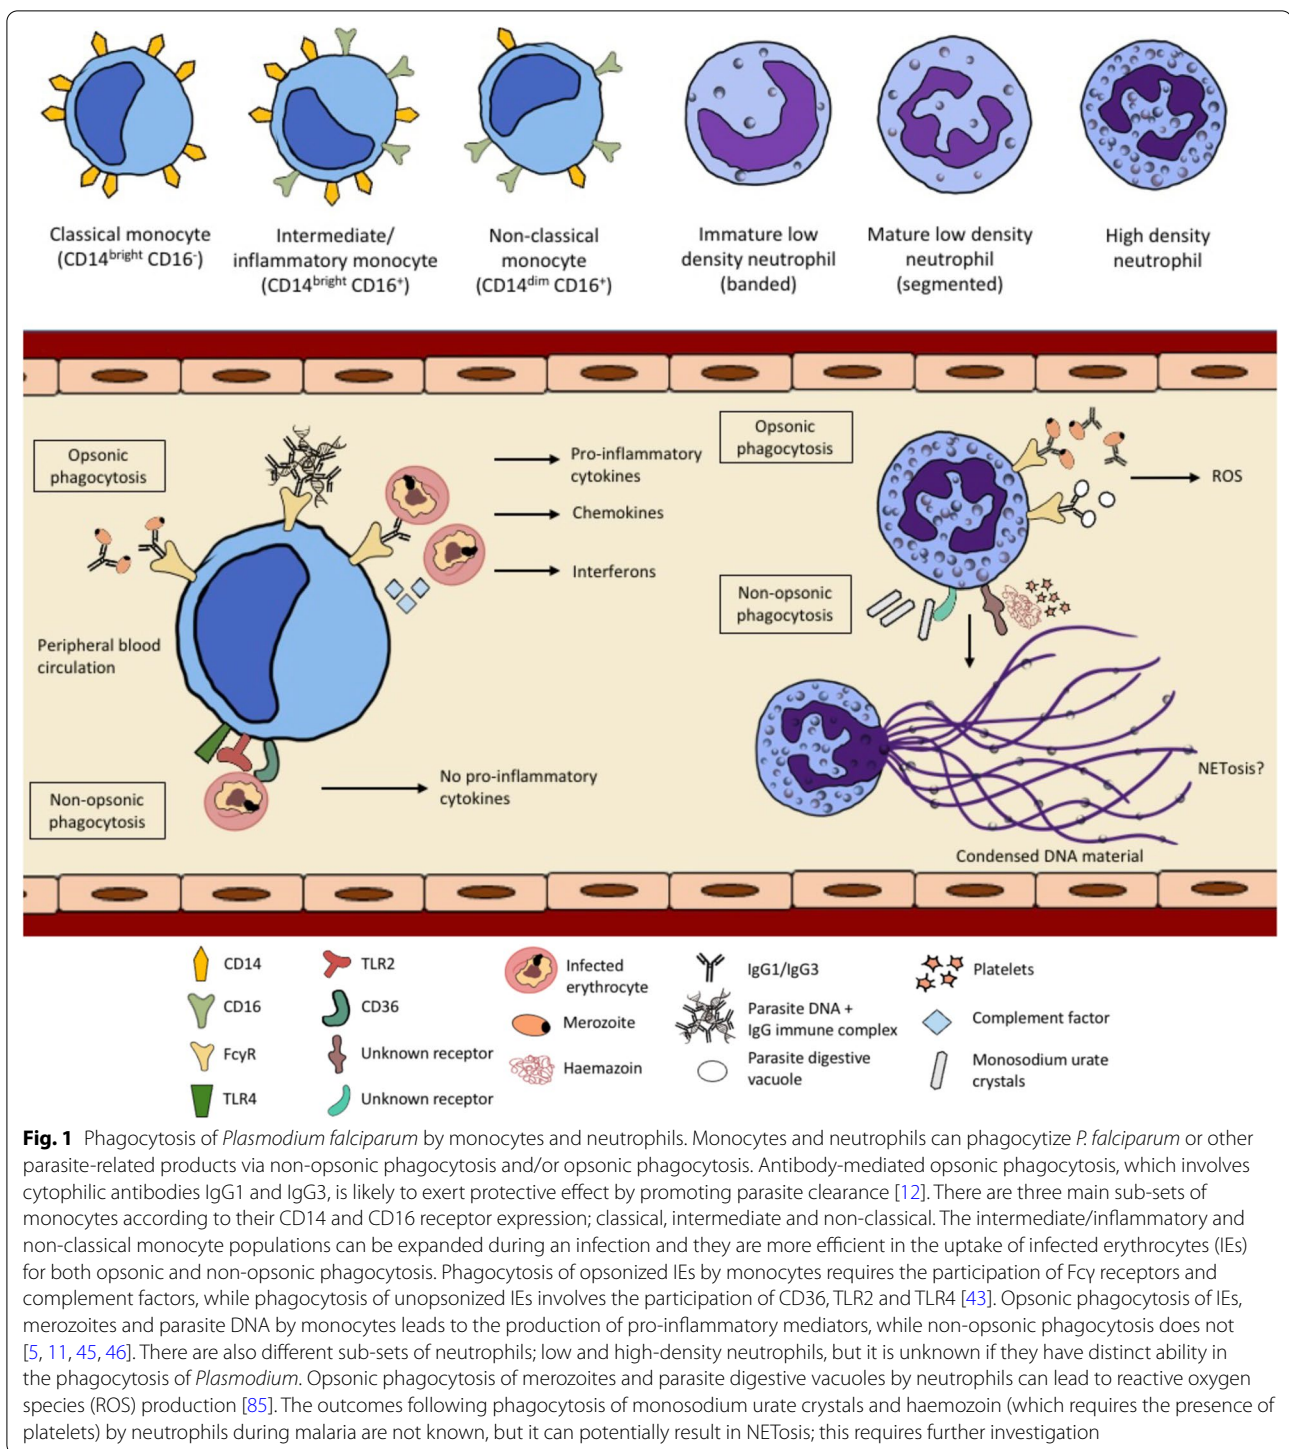 Classical monocyte
(CD14bright CD16-)
Intermediate/
inflammatory monocyte
(CD14bright CD16+)
Non-classical
monocyte
(CD14dim CD16+)
Immature low
density neutrophil
(banded)
Mature low density
neutrophil
(segmented)
High density
neutrophil
Opsonic
phagocytosis
Pro-inflammatory
cytokines
Chemokines
Interferons
Peripheral blood
circulation
Non-opsonic
phagocytosis
No pro-inflammatory
cytokines
Opsonic
phagocytosis
ROS
Non-opsonic
phagocytosis
NETosis?
Condensed DNA material
CD14
CD16
FcγR
TLR4
TLR2
CD36
Unknown receptor
Unknown receptor
Infected
erythrocyte
Merozoite
Haemazoin
IgG1/IgG3
Parasite DNA +
IgG immune complex
Parasite digestive
vacuole
Platelets
Complement factor
Monosodium urate
crystals
Fig. 1 Phagocytosis of Plasmodium falciparum by monocytes and neutrophils. Monocytes and neutrophils can phagocytize P. falciparum or other
parasite-related products via non-opsonic phagocytosis and/or opsonic phagocytosis. Antibody-mediated opsonic phagocytosis, which involves
cytophilic antibodies IgG1 and IgG3, is likely to exert protective effect by promoting parasite clearance [12]. There are three main sub-sets of
monocytes according to their CD14 and CD16 receptor expression; classical, intermediate and non-classical. The intermediate/inflammatory and
non-classical monocyte populations can be expanded during an infection and they are more efficient in the uptake of infected erythrocytes (IEs)
for both opsonic and non-opsonic phagocytosis. Phagocytosis of opsonized IEs by monocytes requires the participation of Fcγ receptors and
complement factors, while phagocytosis of unopsonized IEs involves the participation of CD36, TLR2 and TLR4 [43]. Opsonic phagocytosis of IEs,
merozoites and parasite DNA by monocytes leads to the production of pro-inflammatory mediators, while non-opsonic phagocytosis does not
[5, 11, 45, 46]. There are also different sub-sets of neutrophils; low and high-density neutrophils, but it is unknown if they have distinct ability in
the phagocytosis of Plasmodium. Opsonic phagocytosis of merozoites and parasite digestive vacuoles by neutrophils can lead to reactive oxygen
species (ROS) production [85]. The outcomes following phagocytosis of monosodium urate crystals and haemozoin (which requires the presence of
platelets) by neutrophils during malaria are not known, but it can potentially result in NETosis; this requires further investigation